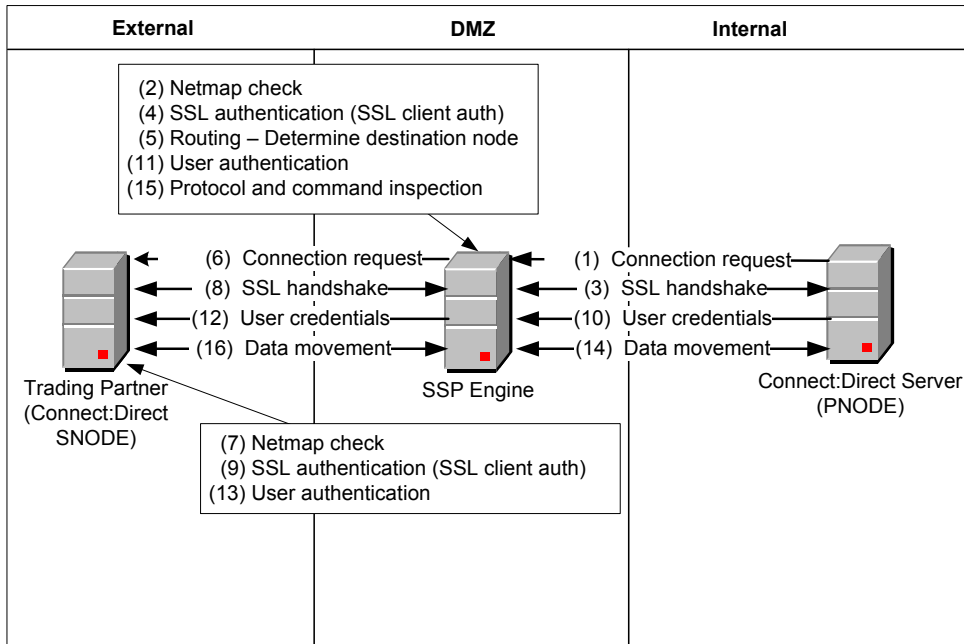 External
DMZ
Internal
(2) Netmap check
(4) SSL authentication (SSL client auth)
(5) Routing – Determine destination node
(11) User authentication
(15) Protocol and command inspection
(6) Connection request
(1) Connection request
(8) SSL handshake
(3) SSL handshake
(12) User credentials
(10) User credentials
(16) Data movement
(14) Data movement
Trading Partner
(Connect:Direct
SNODE)
SSP Engine
Connect:Direct Server
(PNODE)
(7) Netmap check
(9) SSL authentication (SSL client auth)
(13) User authentication